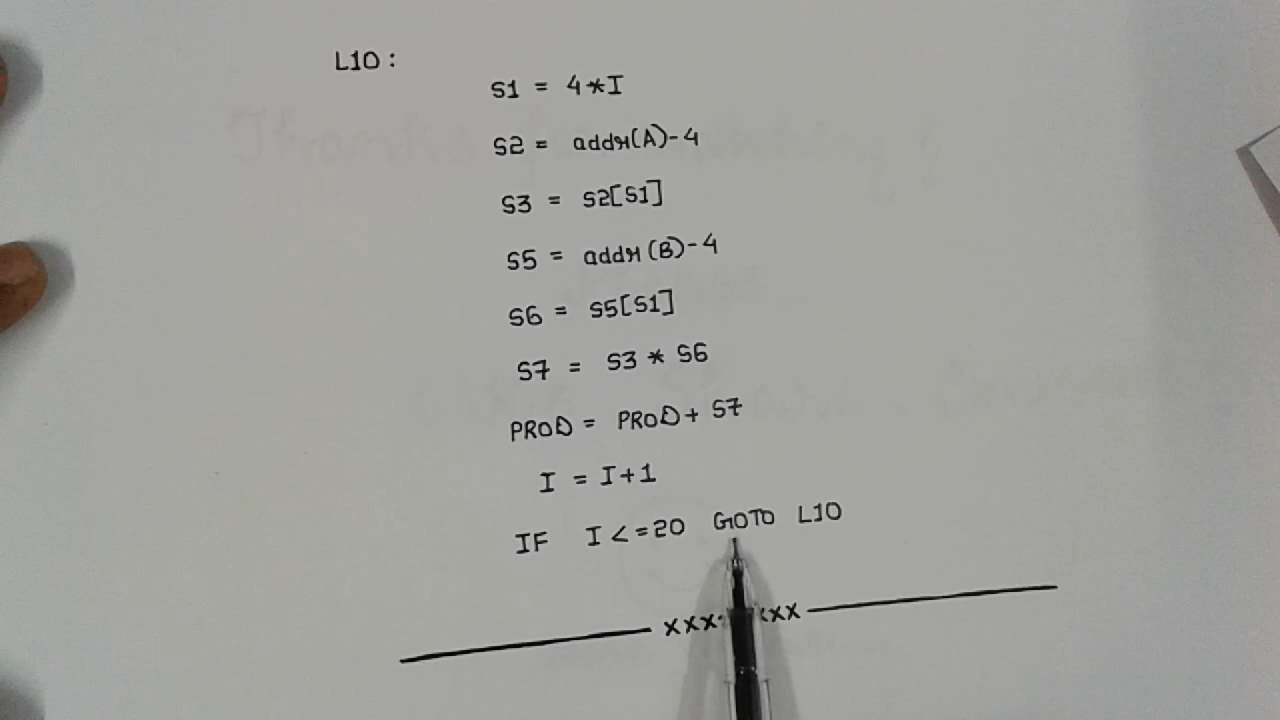 L10 :
S1 = 4*I
S2 = addr(A)-4
S3 = S2[S1]
S5 = addr(B)-4
S6 = S5[S1]
S7 = S3 * S6
PROD = PROD + S7
I = I+1
IF I <= 20 GOTO L10